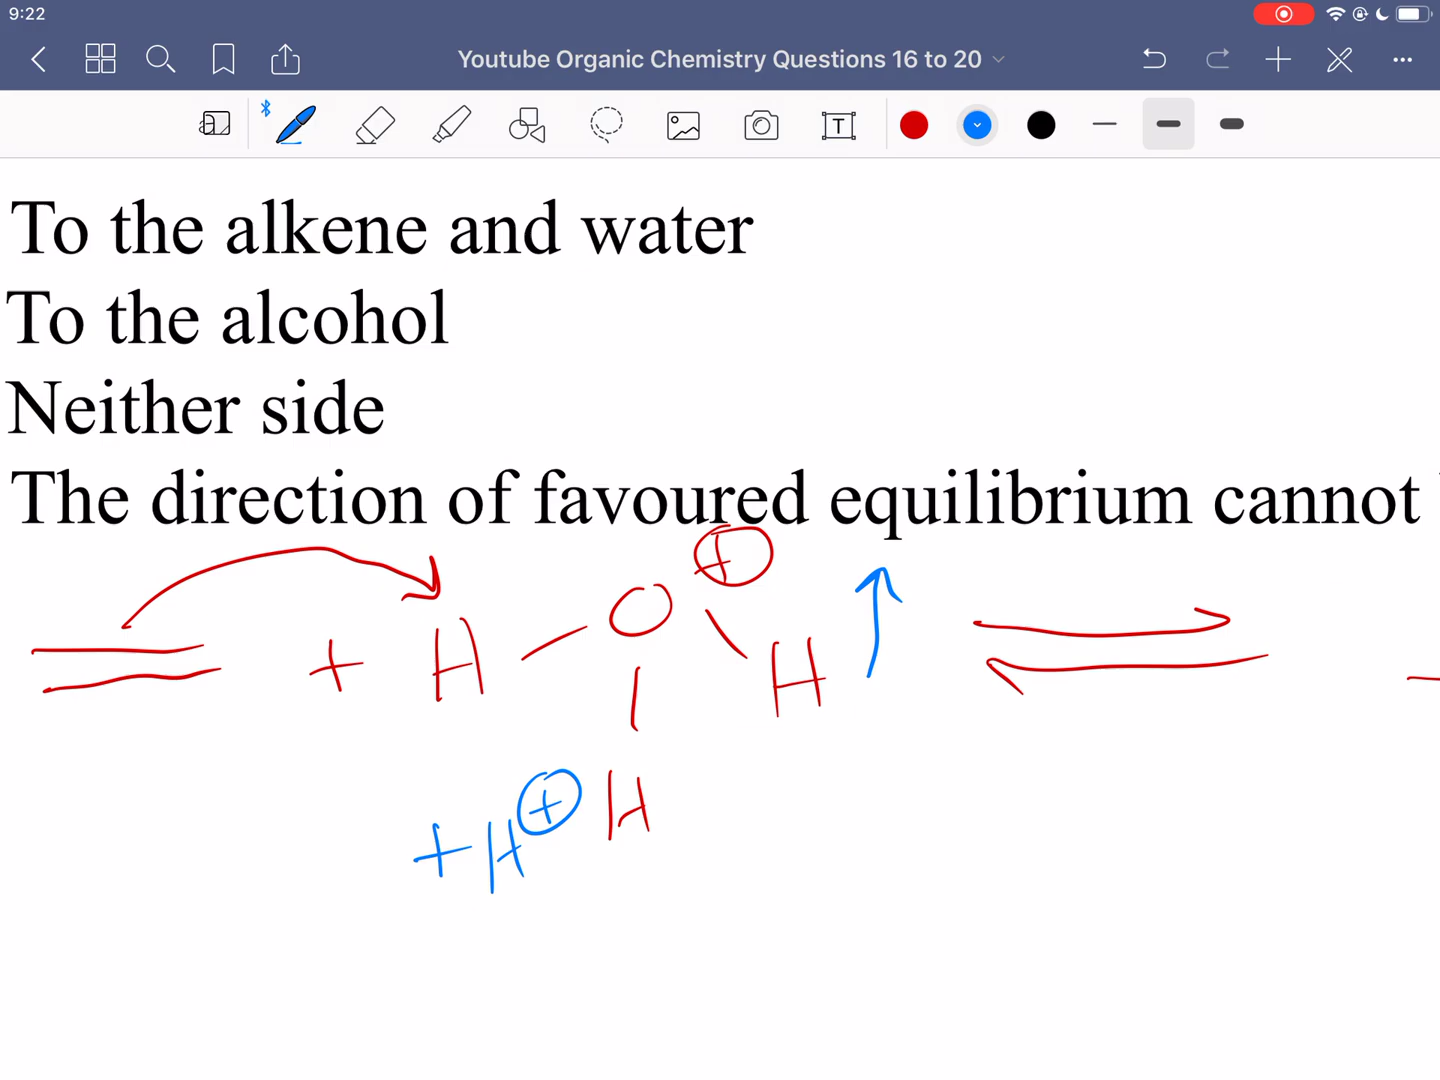 9:22
Youtube Organic Chemistry Questions 16 to 20
T
To the alkene and water
To the alcohol
Neither side
The direction of favoured equilibrium cannot
+ H O + H
H
+ H +